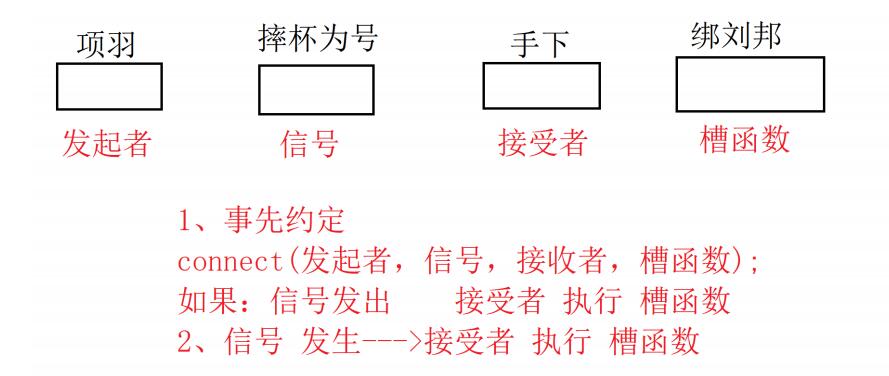 项羽 摔杯为号 手下 绑刘邦
发起者 信号 接受者 槽函数
1、事先约定
connect(发起者，信号，接收者，槽函数);
如果：信号发出 接受者 执行 槽函数
2、信号 发生--->接受者 执行 槽函数